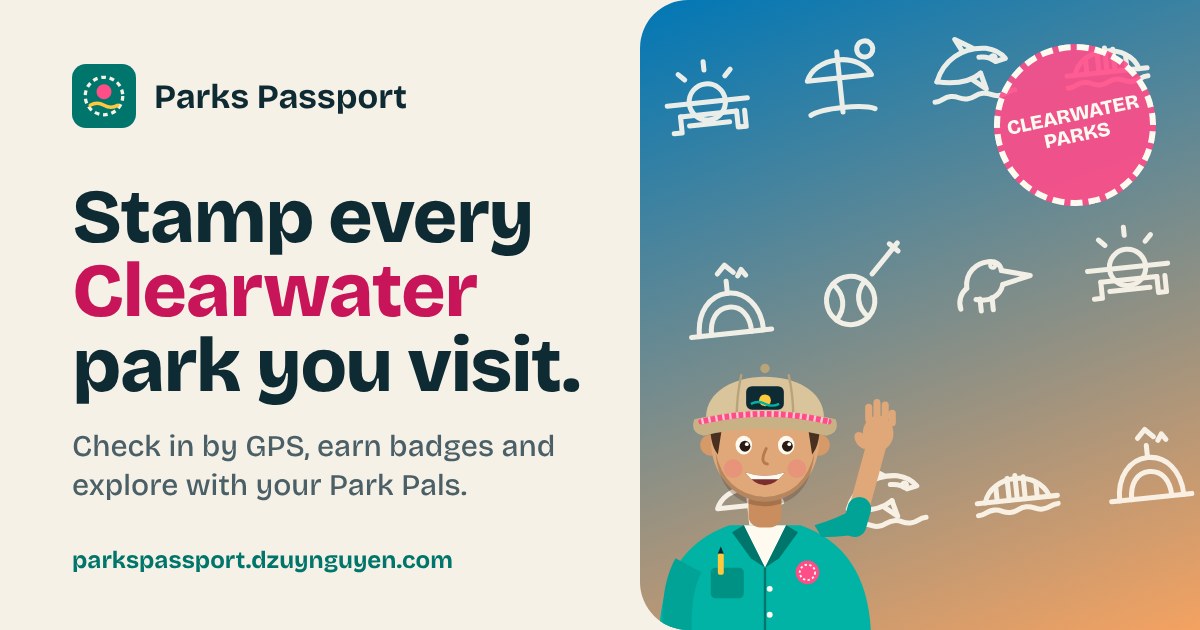 Parks Passport
Stamp every
Clearwater
park you visit.
Check in by GPS, earn badges and
explore with your Park Pals.
parkspassport.dzuynguyen.com
CLEARWATER
PARKS